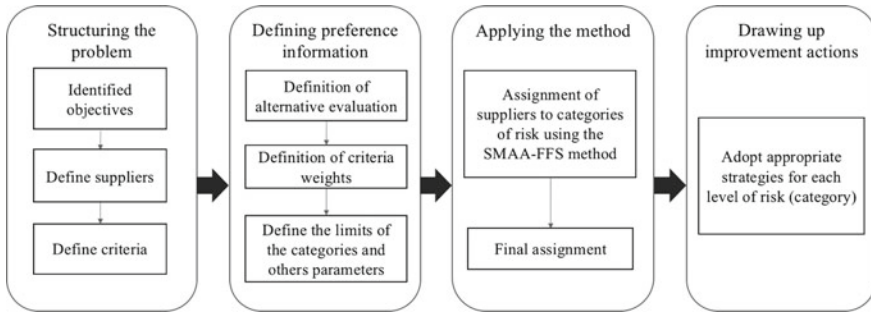 Structuring the
problem
Identified
objectives
Define suppliers
Define criteria
Defining preference
information
Definition of
alternative evaluation
Definition of criteria
weights
Define the limits of
the categories and
others parameters
Applying the method
Assignment of
suppliers to categories
of risk using the
SMAA-FFS method
Final assignment
Drawing up
improvement actions
Adopt appropriate
strategies for each
level of risk (category)